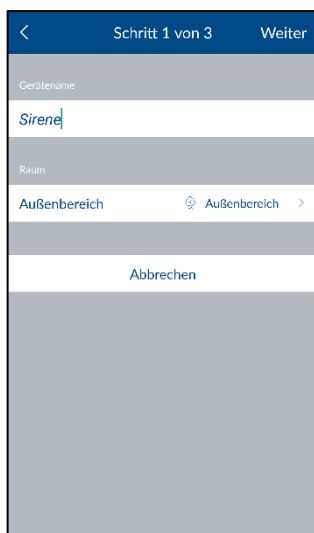 Schritt 1 von 3 Weiter
Gerätename
Sirene
Raum
Außenbereich Außenbereich
Abbrechen